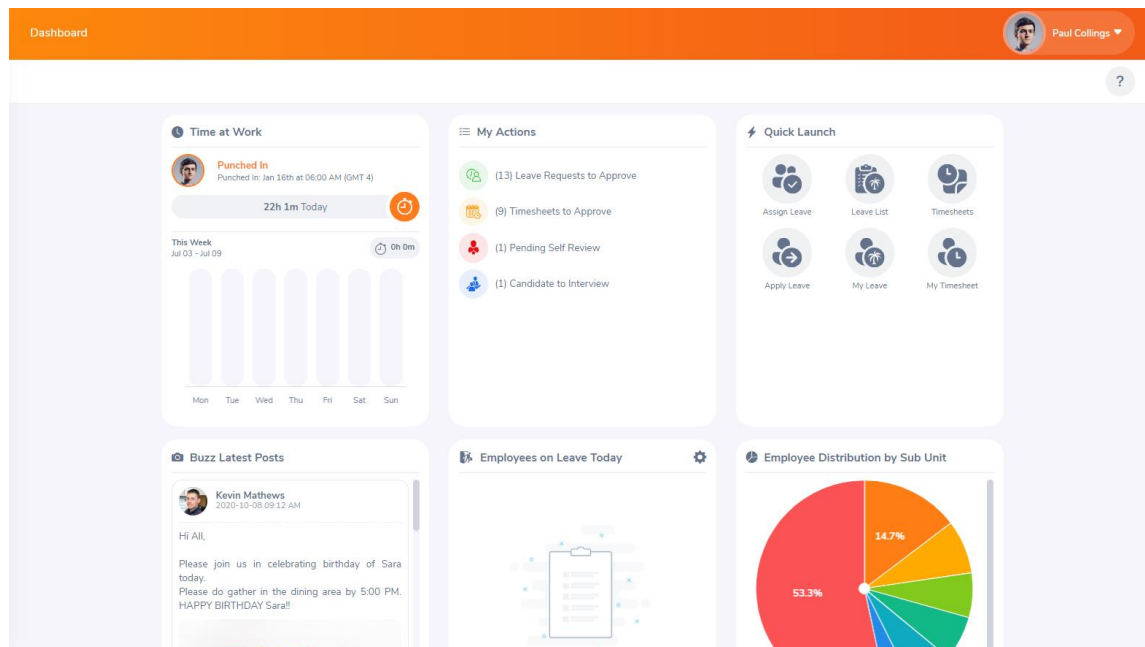 Dashboard
Paul Collings
?
Time at Work
Punched In
Punched In: Jan 16th at 06:00 AM (GMT 4)
22h 1m Today
This Week
Jul 03 - Jul 09
0h 0m
Mon Tue Wed Thu Fri Sat Sun
My Actions
(13) Leave Requests to Approve
(9) Timesheets to Approve
(1) Pending Self Review
(1) Candidate to Interview
Quick Launch
Assign Leave
Leave List
Timesheets
Apply Leave
My Leave
My Timesheet
Buzz Latest Posts
Kevin Mathews
2020-10-08 09:12 AM
Hi All,
Please join us in celebrating birthday of Sara
today.
Please do gather in the dining area by 5:00 PM.
HAPPY BIRTHDAY Sara!!
Employees on Leave Today
Employee Distribution by Sub Unit
14.7%
53.3%